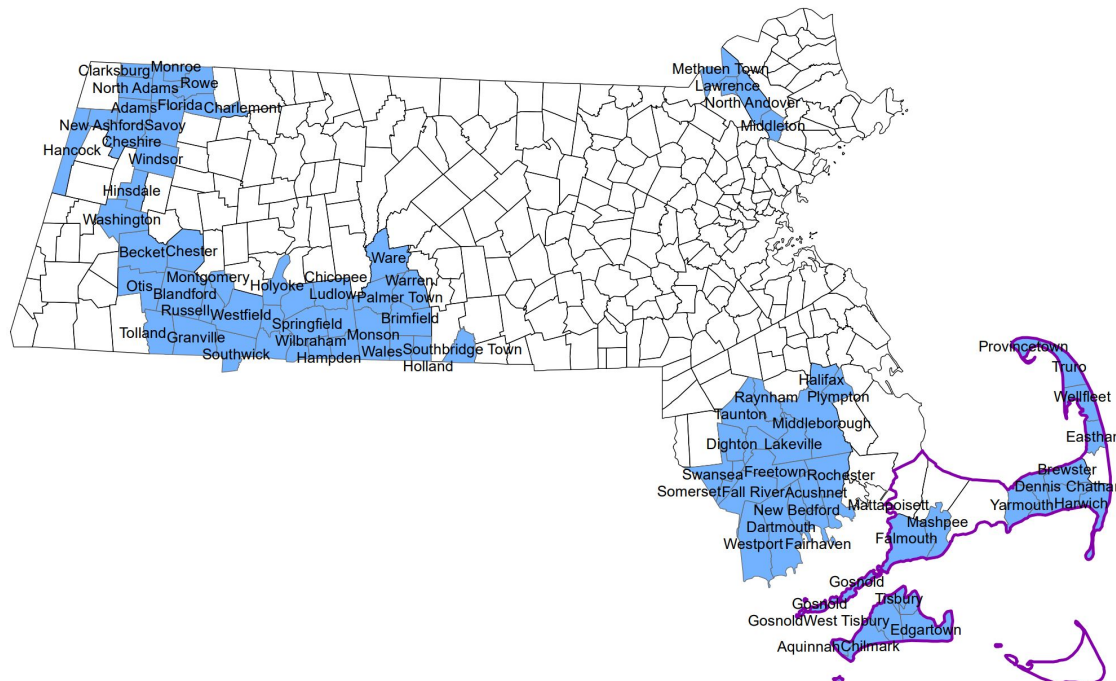 Clarksburg
Monroe
North Adams
Rowe
Adams
Florida
Charlemont
New Ashford
Savoy
Cheshire
Hancock
Windsor
Hinsdale
Washington
Becket
Chester
Otis
Montgomery
Blandford
Russell
Westfield
Holyoke
Chicopee
Ludlow
Ware
Warren
Palmer Town
Brimfield
Springfield
Wilbraham
Monson
Tolland
Granville
Southwick
Hampden
Wales
Southbridge Town
Holland
Methuen Town
Lawrence
North Andover
Middleton
Halifax
Raynham
Plympton
Taunton
Middleborough
Dighton
Lakeville
Swansea
Freetown
Rochester
Somerset
Fall River
Acushnet
Mattapoisett
New Bedford
Dartmouth
Westport
Fairhaven
Provincetown
Truro
Wellfleet
Eastham
Brewster
Dennis
Chatham
Yarmouth
Harwich
Mashpee
Falmouth
Gosnold
Gosnold
Gosnold
Tisbury
West Tisbury
Edgartown
Aquinnah
Chilmark